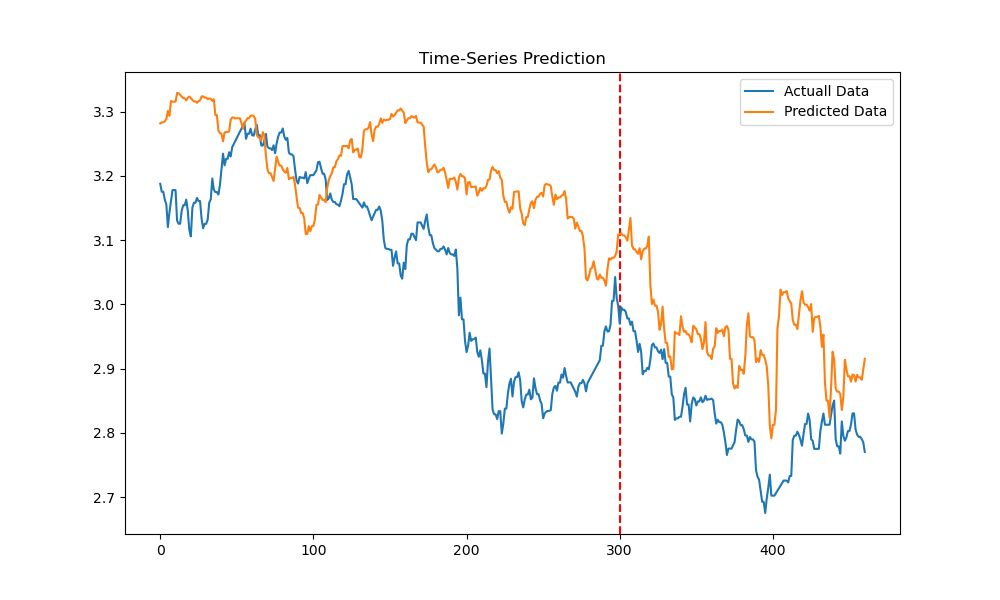 Time-Series Prediction
Actuall Data
Predicted Data
3.3
3.2
3.1
3.0
2.9
2.8
2.7
0 100 200 300 400